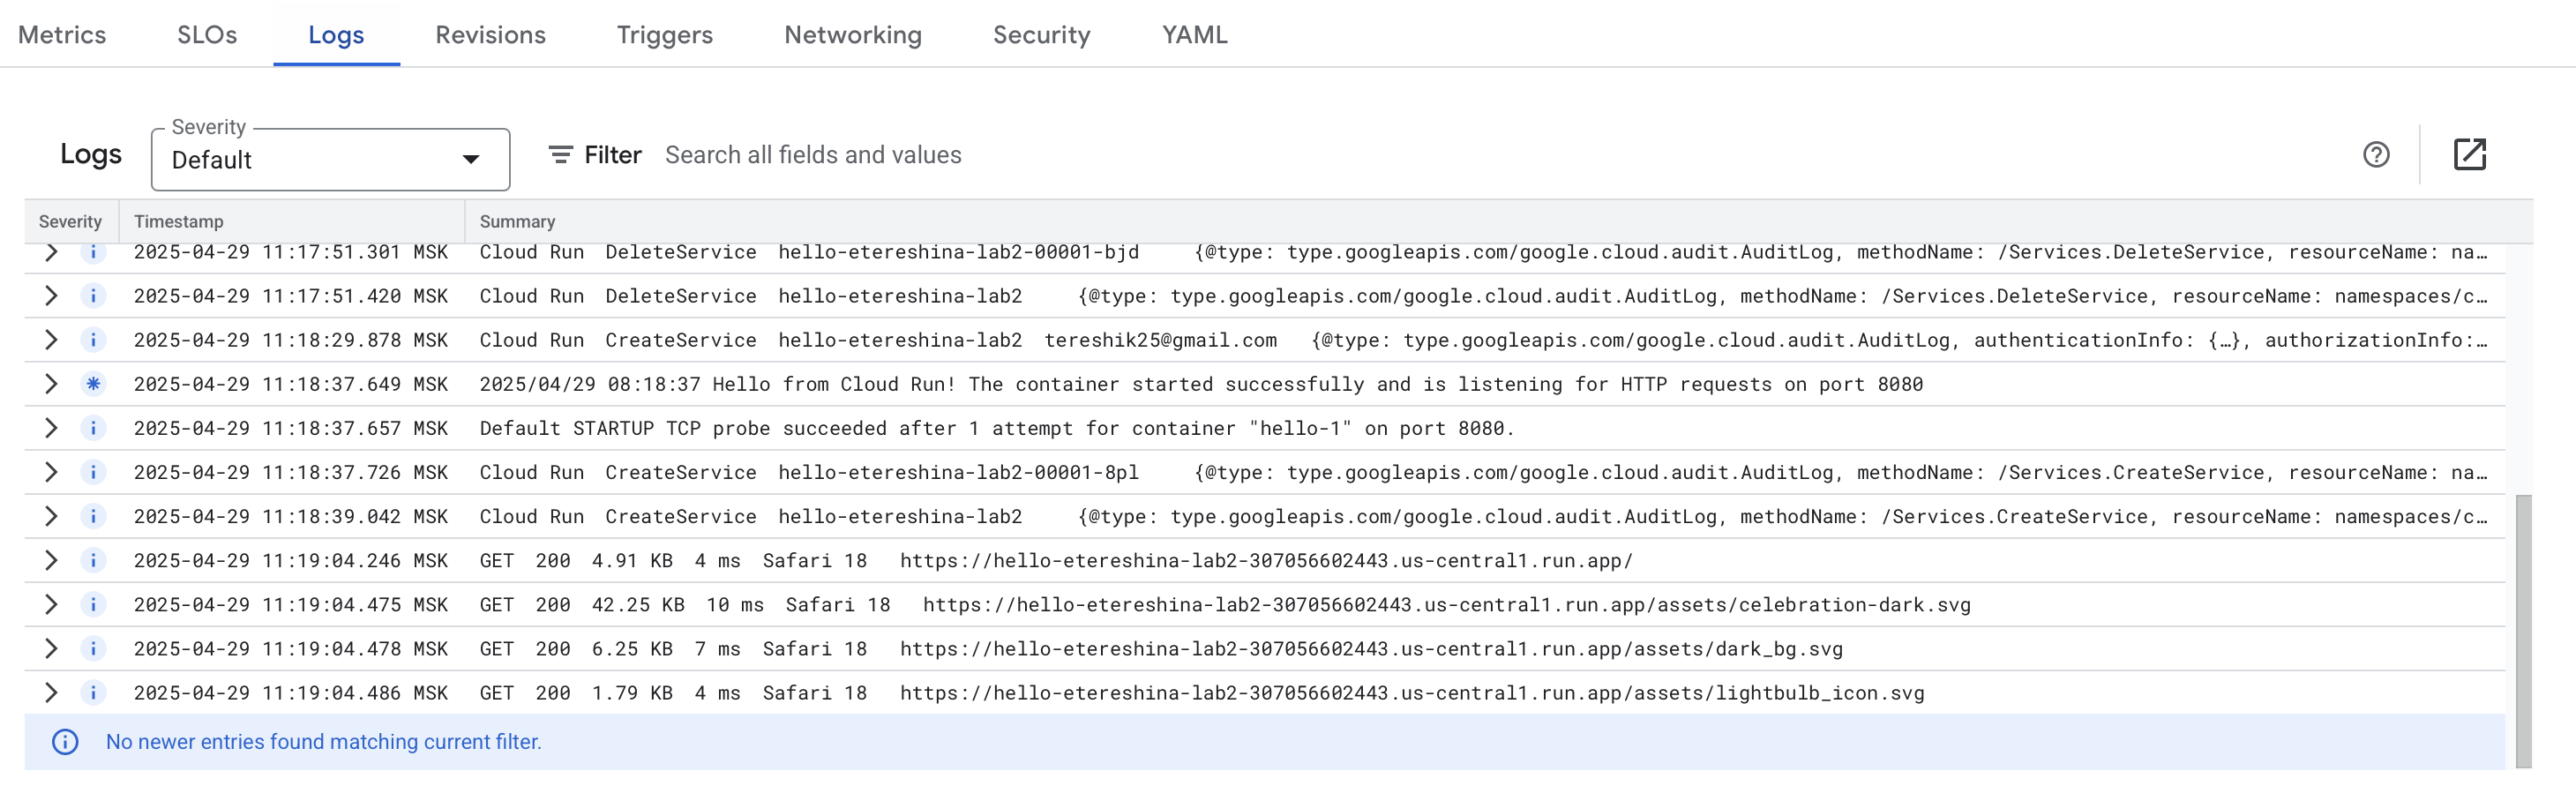 Metrics SLOs Logs Revisions Triggers Networking Security YAML
Logs Severity Default Filter Search all fields and values
Severity Timestamp Summary
2025-04-29 11:17:51.301 MSK Cloud Run DeleteService hello-etereshina-lab2-00001-bjd {@type: type.googleapis.com/google.cloud.audit.AuditLog, methodName: /Services.DeleteService, resourceName: na…
2025-04-29 11:17:51.420 MSK Cloud Run DeleteService hello-etereshina-lab2 {@type: type.googleapis.com/google.cloud.audit.AuditLog, methodName: /Services.DeleteService, resourceName: namespaces/c…
2025-04-29 11:18:29.878 MSK Cloud Run CreateService hello-etereshina-lab2 tereshik25@gmail.com {@type: type.googleapis.com/google.cloud.audit.AuditLog, authenticationInfo: {…}, authorizationInfo:…
2025-04-29 11:18:37.649 MSK 2025/04/29 08:18:37 Hello from Cloud Run! The container started successfully and is listening for HTTP requests on port 8080
2025-04-29 11:18:37.657 MSK Default STARTUP TCP probe succeeded after 1 attempt for container "hello-1" on port 8080.
2025-04-29 11:18:37.726 MSK Cloud Run CreateService hello-etereshina-lab2-00001-8pl {@type: type.googleapis.com/google.cloud.audit.AuditLog, methodName: /Services.CreateService, resourceName: na…
2025-04-29 11:18:39.042 MSK Cloud Run CreateService hello-etereshina-lab2 {@type: type.googleapis.com/google.cloud.audit.AuditLog, methodName: /Services.CreateService, resourceName: namespaces/c…
2025-04-29 11:19:04.246 MSK GET 200 4.91 KB 4 ms Safari 18 https://hello-etereshina-lab2-307056602443.us-central1.run.app/
2025-04-29 11:19:04.475 MSK GET 200 42.25 KB 10 ms Safari 18 https://hello-etereshina-lab2-307056602443.us-central1.run.app/assets/celebration-dark.svg
2025-04-29 11:19:04.478 MSK GET 200 6.25 KB 7 ms Safari 18 https://hello-etereshina-lab2-307056602443.us-central1.run.app/assets/dark_bg.svg
2025-04-29 11:19:04.486 MSK GET 200 1.79 KB 4 ms Safari 18 https://hello-etereshina-lab2-307056602443.us-central1.run.app/assets/lightbulb_icon.svg
No newer entries found matching current filter.